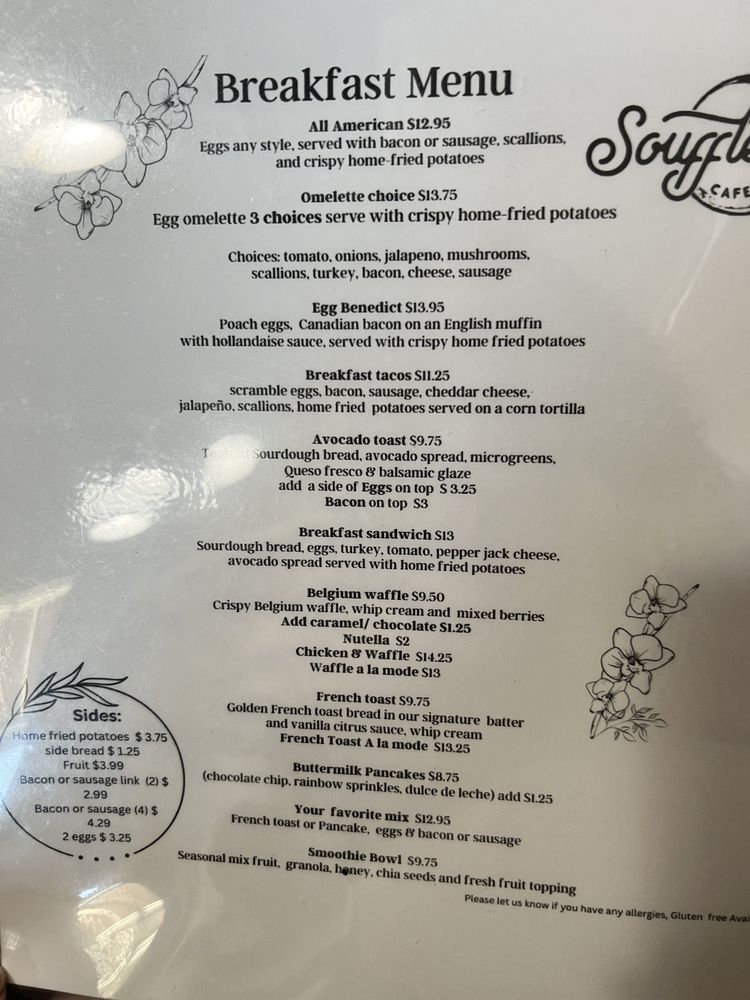 Breakfast Menu
Souffle
CAFE
All American $12.95
Eggs any style, served with bacon or sausage, scallions,
and crispy home-fried potatoes
Omelette choice $13.75
Egg omelette 3 choices serve with crispy home-fried potatoes
Choices: tomato, onions, jalapeno, mushrooms,
scallions, turkey, bacon, cheese, sausage
Egg Benedict $13.95
Poach eggs, Canadian bacon on an English muffin
with hollandaise sauce, served with crispy home fried potatoes
Breakfast tacos $11.25
scramble eggs, bacon, sausage, cheddar cheese,
jalapeño, scallions, home fried potatoes served on a corn tortilla
Avocado toast $9.75
Sourdough bread, avocado spread, microgreens,
Queso fresco & balsamic glaze
add a side of Eggs on top $ 3.25
Bacon on top $3
Breakfast sandwich $13
Sourdough bread, eggs, turkey, tomato, pepper jack cheese,
avocado spread served with home fried potatoes
Belgium waffle $9.50
Crispy Belgium waffle, whip cream and mixed berries
Add caramel/ chocolate $1.25
Nutella $2
Chicken & Waffle $14.25
Waffle a la mode $13
French toast $9.75
Golden French toast bread in our signature batter
and vanilla citrus sauce, whip cream
French Toast A la mode $13.25
Buttermilk Pancakes $8.75
(chocolate chip, rainbow sprinkles, dulce de leche) add $1.25
Your favorite mix $12.95
French toast or Pancake, eggs & bacon or sausage
Smoothie Bowl $9.75
Seasonal mix fruit, granola, honey, chia seeds and fresh fruit topping
Please let us know if you have any allergies, Gluten free Avai
Sides:
Home fried potatoes $ 3.75
side bread $ 1.25
Fruit $3.99
Bacon or sausage link (2) $
2.99
Bacon or sausage (4) $
4.29
2 eggs $ 3.25